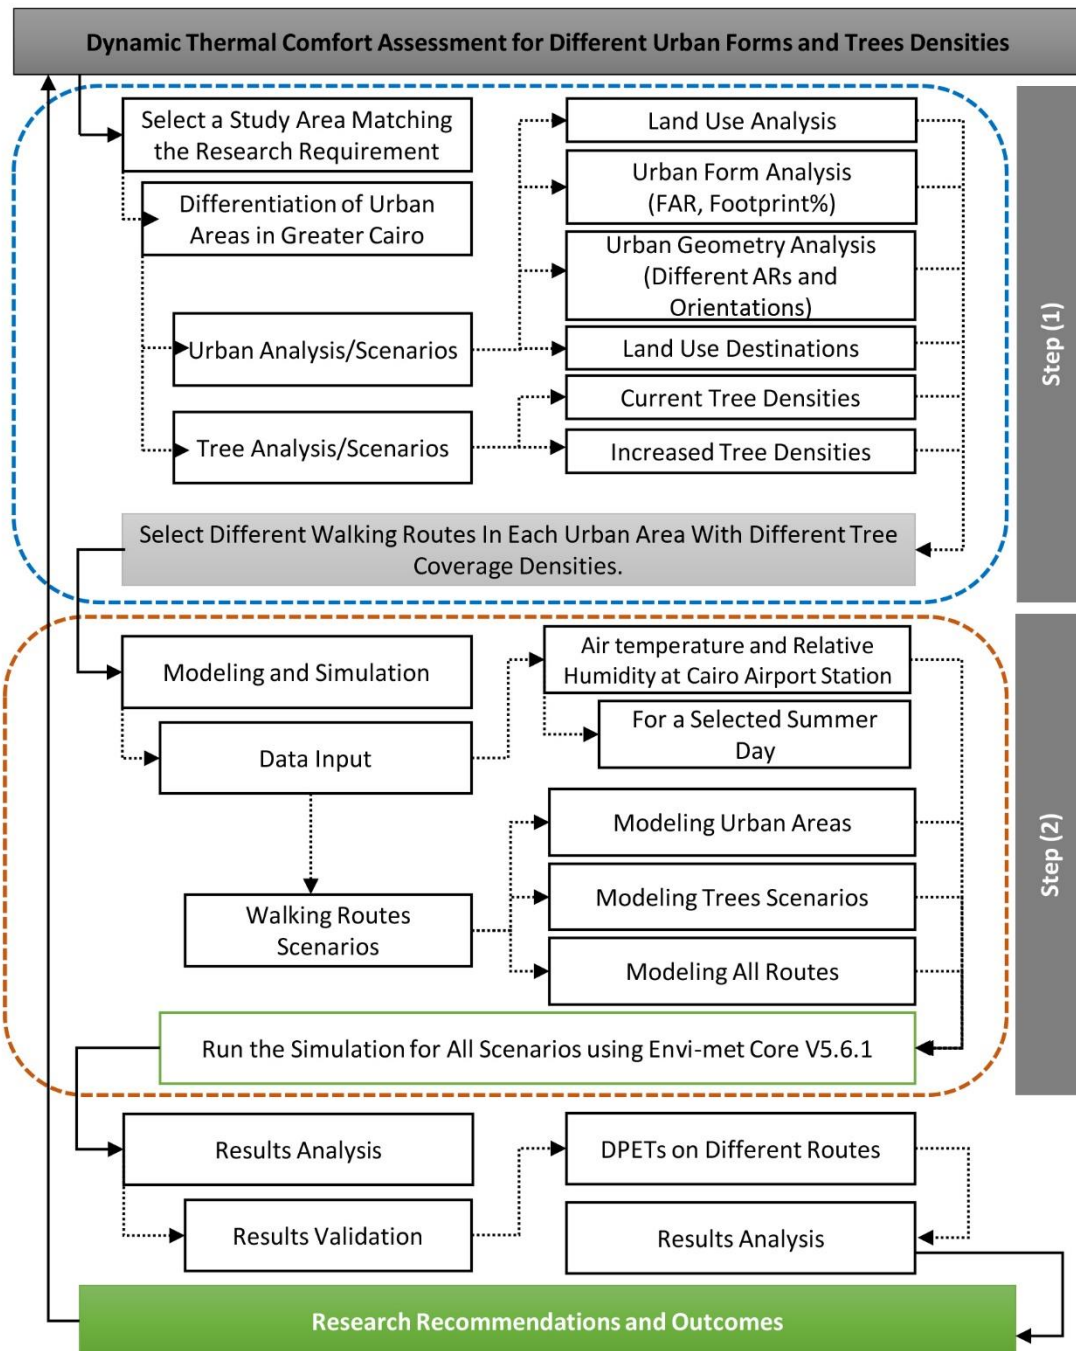 Dynamic Thermal Comfort Assessment for Different Urban Forms and Trees Densities
Select a Study Area Matching
the Research Requirement
Differentiation of Urban
Areas in Greater Cairo
Urban Analysis/Scenarios
Tree Analysis/Scenarios
Land Use Analysis
Urban Form Analysis
(FAR, Footprint%)
Urban Geometry Analysis
(Different ARs and
Orientations)
Land Use Destinations
Current Tree Densities
Increased Tree Densities
Select Different Walking Routes In Each Urban Area With Different Tree
Coverage Densities.
Step (1)
Modeling and Simulation
Data Input
Air temperature and Relative
Humidity at Cairo Airport Station
For a Selected Summer
Day
Walking Routes
Scenarios
Modeling Urban Areas
Modeling Trees Scenarios
Modeling All Routes
Run the Simulation for All Scenarios using Envi-met Core V5.6.1
Step (2)
Results Analysis
Results Validation
DPETs on Different Routes
Results Analysis
Research Recommendations and Outcomes